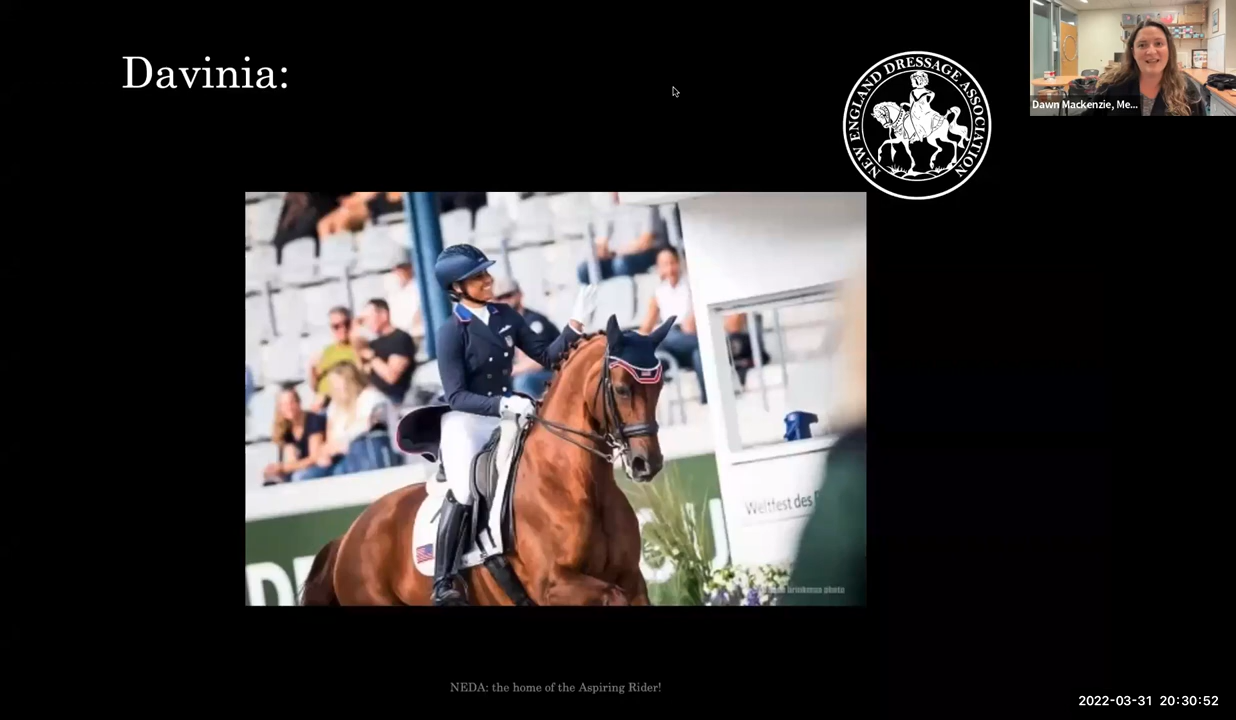 Davinia:
NEW ENGLAND DRESSAGE ASSOCIATION
Dawn Mackenzie, Me...
Weltfest des
NEDA: the home of the Aspiring Rider!
2022-03-31 20:30:52